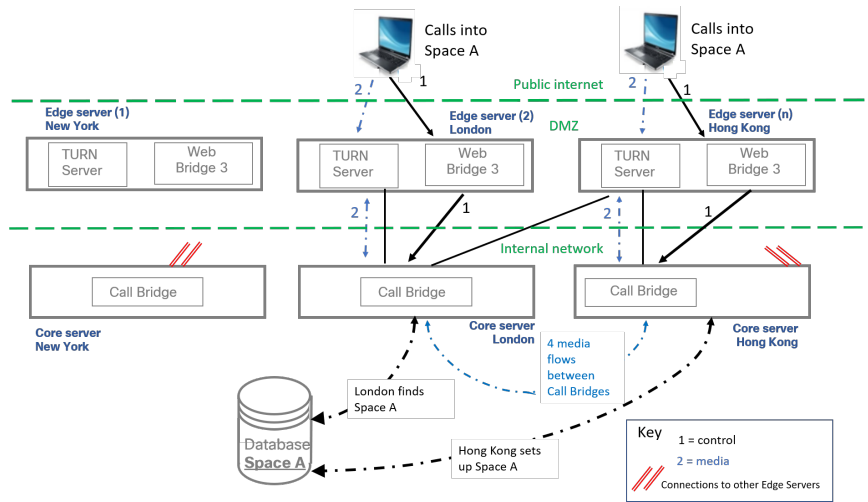 Calls into
Space A
Calls into
Space A
2
1
2
1
Public internet
Edge server (1)
New York
Edge server (2)
London
DMZ
Edge server (n)
Hong Kong
TURN
Server
Web
Bridge 3
TURN
Server
Web
Bridge 3
TURN
Server
Web
Bridge 3
2
1
2
1
Internal network
Call Bridge
Call Bridge
Call Bridge
Core server
New York
Core server
London
Core server
Hong Kong
4 media
flows
between
Call Bridges
London finds
Space A
Database
Space A
Hong Kong sets
up Space A
Key
1 = control
2 = media
Connections to other Edge Servers